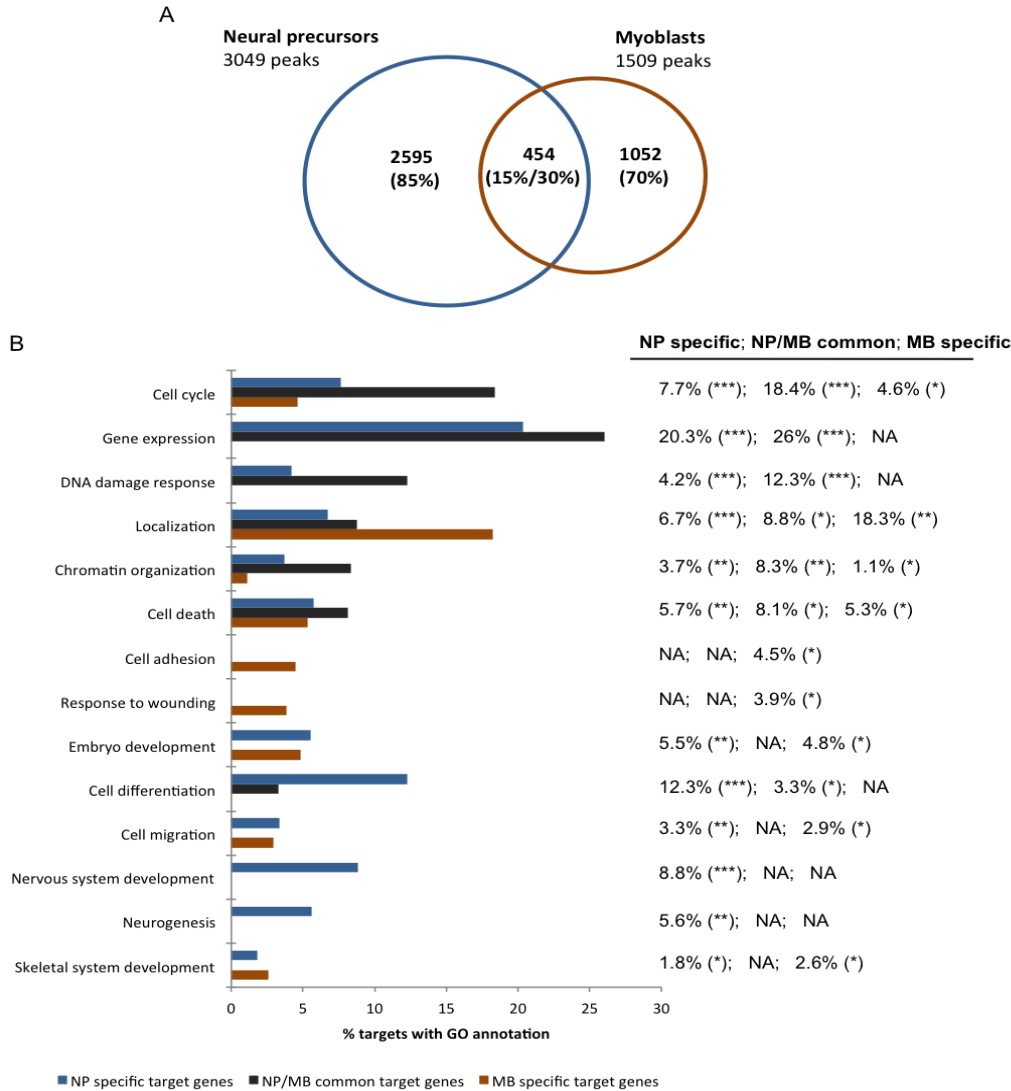 A
Neural precursors
3049 peaks
Myoblasts
1509 peaks
2595
(85%)
454
(15%/30%)
1052
(70%)
B
NP specific; NP/MB common; MB specific
Cell cycle
7.7% (***); 18.4% (***); 4.6% (*)
Gene expression
20.3% (***); 26% (***); NA
DNA damage response
4.2% (***); 12.3% (***); NA
Localization
6.7% (***); 8.8% (*); 18.3% (**)
Chromatin organization
3.7% (**); 8.3% (**); 1.1% (*)
Cell death
5.7% (**); 8.1% (*); 5.3% (*)
Cell adhesion
NA; NA; 4.5% (*)
Response to wounding
NA; NA; 3.9% (*)
Embryo development
5.5% (**); NA; 4.8% (*)
Cell differentiation
12.3% (***); 3.3% (*); NA
Cell migration
3.3% (**); NA; 2.9% (*)
Nervous system development
8.8% (***); NA; NA
Neurogenesis
5.6% (**); NA; NA
Skeletal system development
1.8% (*); NA; 2.6% (*)
0 5 10 15 20 25 30
% targets with GO annotation
NP specific target genes NP/MB common target genes MB specific target genes